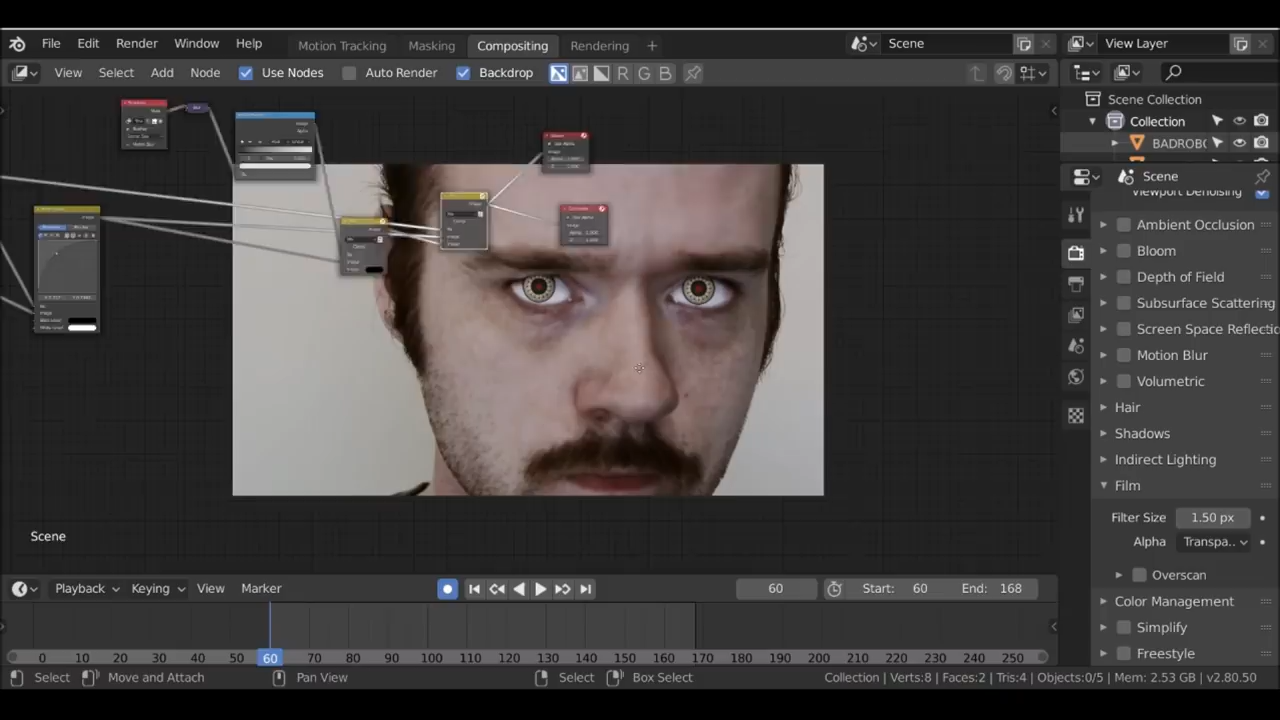 File Edit Render Window Help Motion Tracking Masking Compositing Rendering + Scene View Layer
View Select Add Node Use Nodes Auto Render Backdrop R G B
Scene Collection
Collection
BADROB
Scene
Viewport Denoising
Ambient Occlusion
Bloom
Depth of Field
Subsurface Scattering
Screen Space Reflectio
Motion Blur
Volumetric
Hair
Shadows
Indirect Lighting
Film
Filter Size 1.50 px
Alpha Transpa..
Overscan
Color Management
Simplify
Freestyle
Scene
Playback Keying View Marker 60 Start: 60 End: 168
0 10 20 30 40 50 60 70 80 90 100 110 120 130 140 150 160 170 180 190 200 210 220 230 240 250
Select Move and Attach Pan View Select Box Select Collection | Verts:8 | Faces:2 | Tris:4 | Objects:0/5 | Mem: 2.53 GB | v2.80.50